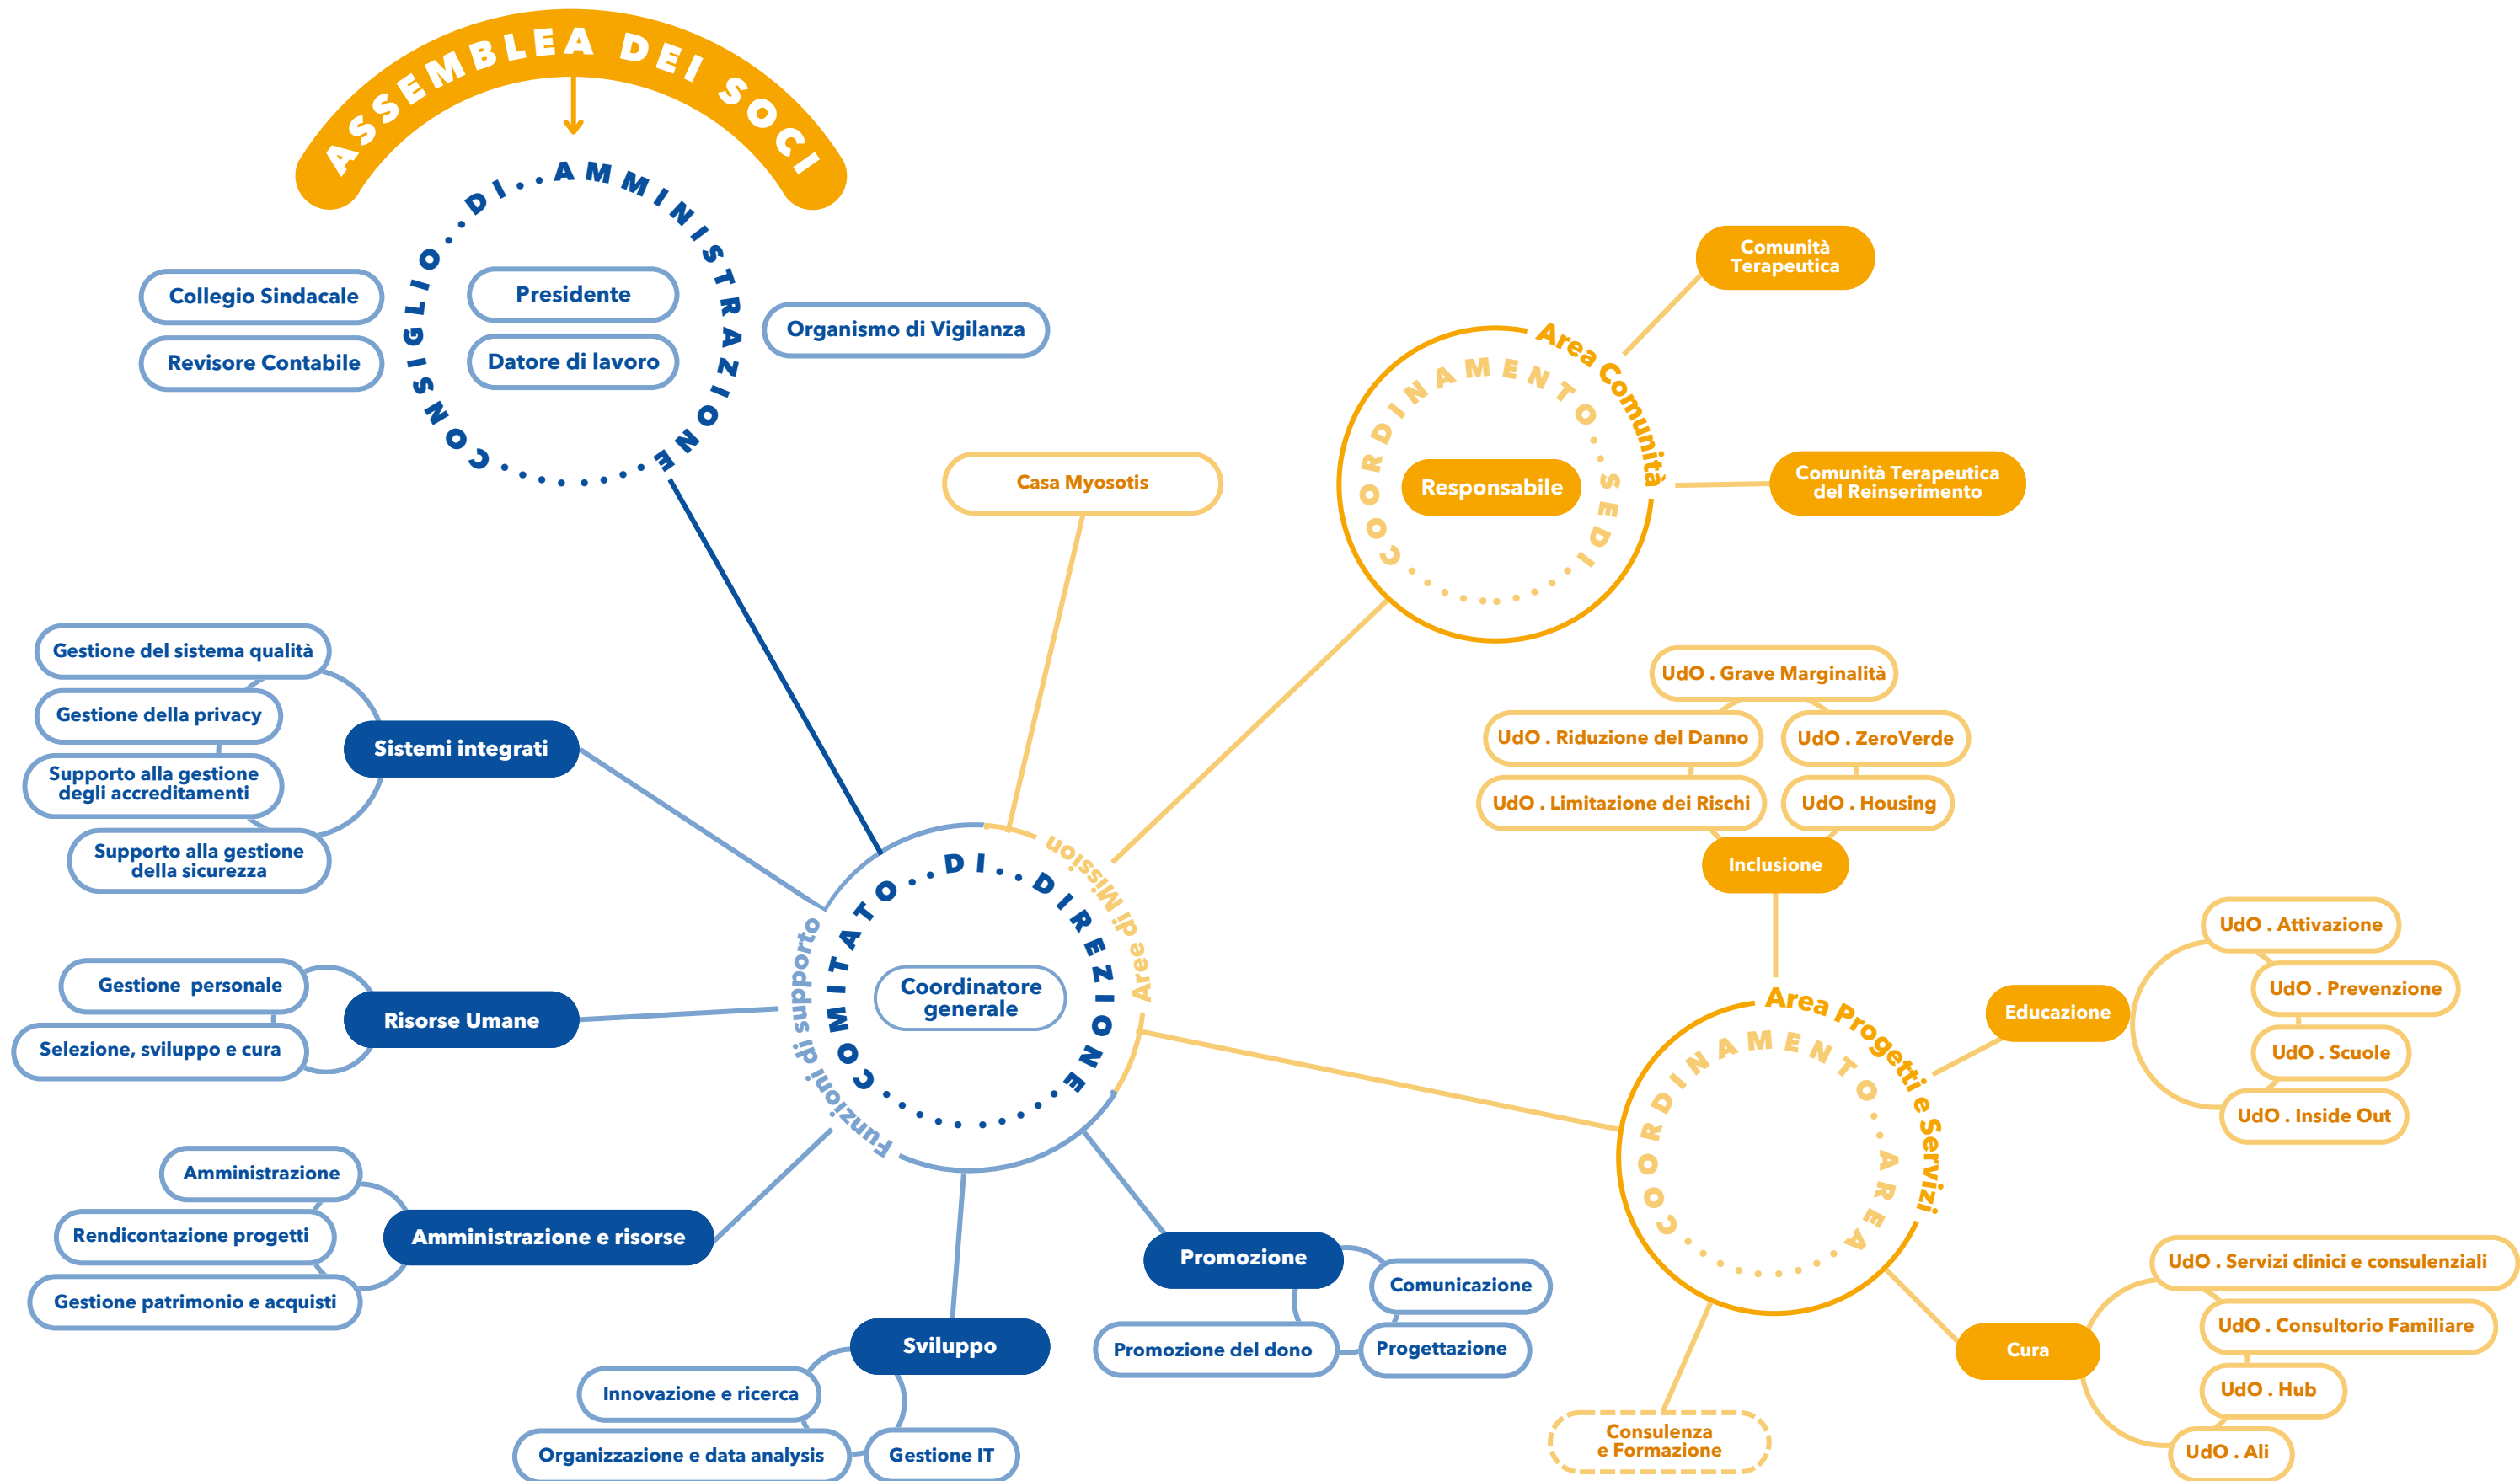 ASSEMBLEA DEI SOCI
CONSIGLIO..DI..AMMINISTRAZIONE
Collegio Sindacale
Revisore Contabile
Presidente
Datore di lavoro
Organismo di Vigilanza
Casa Myosotis
Area Comunità
COORDINAMENTO..SEDI
Responsabile
Comunità
Terapeutica
Comunità Terapeutica
del Reinserimento
Gestione del sistema qualità
Gestione della privacy
Supporto alla gestione
degli accreditamenti
Supporto alla gestione
della sicurezza
Sistemi integrati
Gestione personale
Selezione, sviluppo e cura
Risorse Umane
Amministrazione
Rendicontazione progetti
Gestione patrimonio e acquisti
Amministrazione e risorse
Funzioni di supporto
Aree di Mission
COMITATO..DI..DIREZIONE
Coordinatore
generale
Sviluppo
Innovazione e ricerca
Organizzazione e data analysis
Gestione IT
Promozione
Comunicazione
Promozione del dono
Progettazione
UdO . Grave Marginalità
UdO . Riduzione del Danno
UdO . ZeroVerde
UdO . Limitazione dei Rischi
UdO . Housing
Inclusione
Area Progetti e Servizi
COORDINAMENTO..AREA
Educazione
UdO . Attivazione
UdO . Prevenzione
UdO . Scuole
UdO . Inside Out
Cura
UdO . Servizi clinici e consulenziali
UdO . Consultorio Familiare
UdO . Hub
UdO . Ali
Consulenza
e Formazione